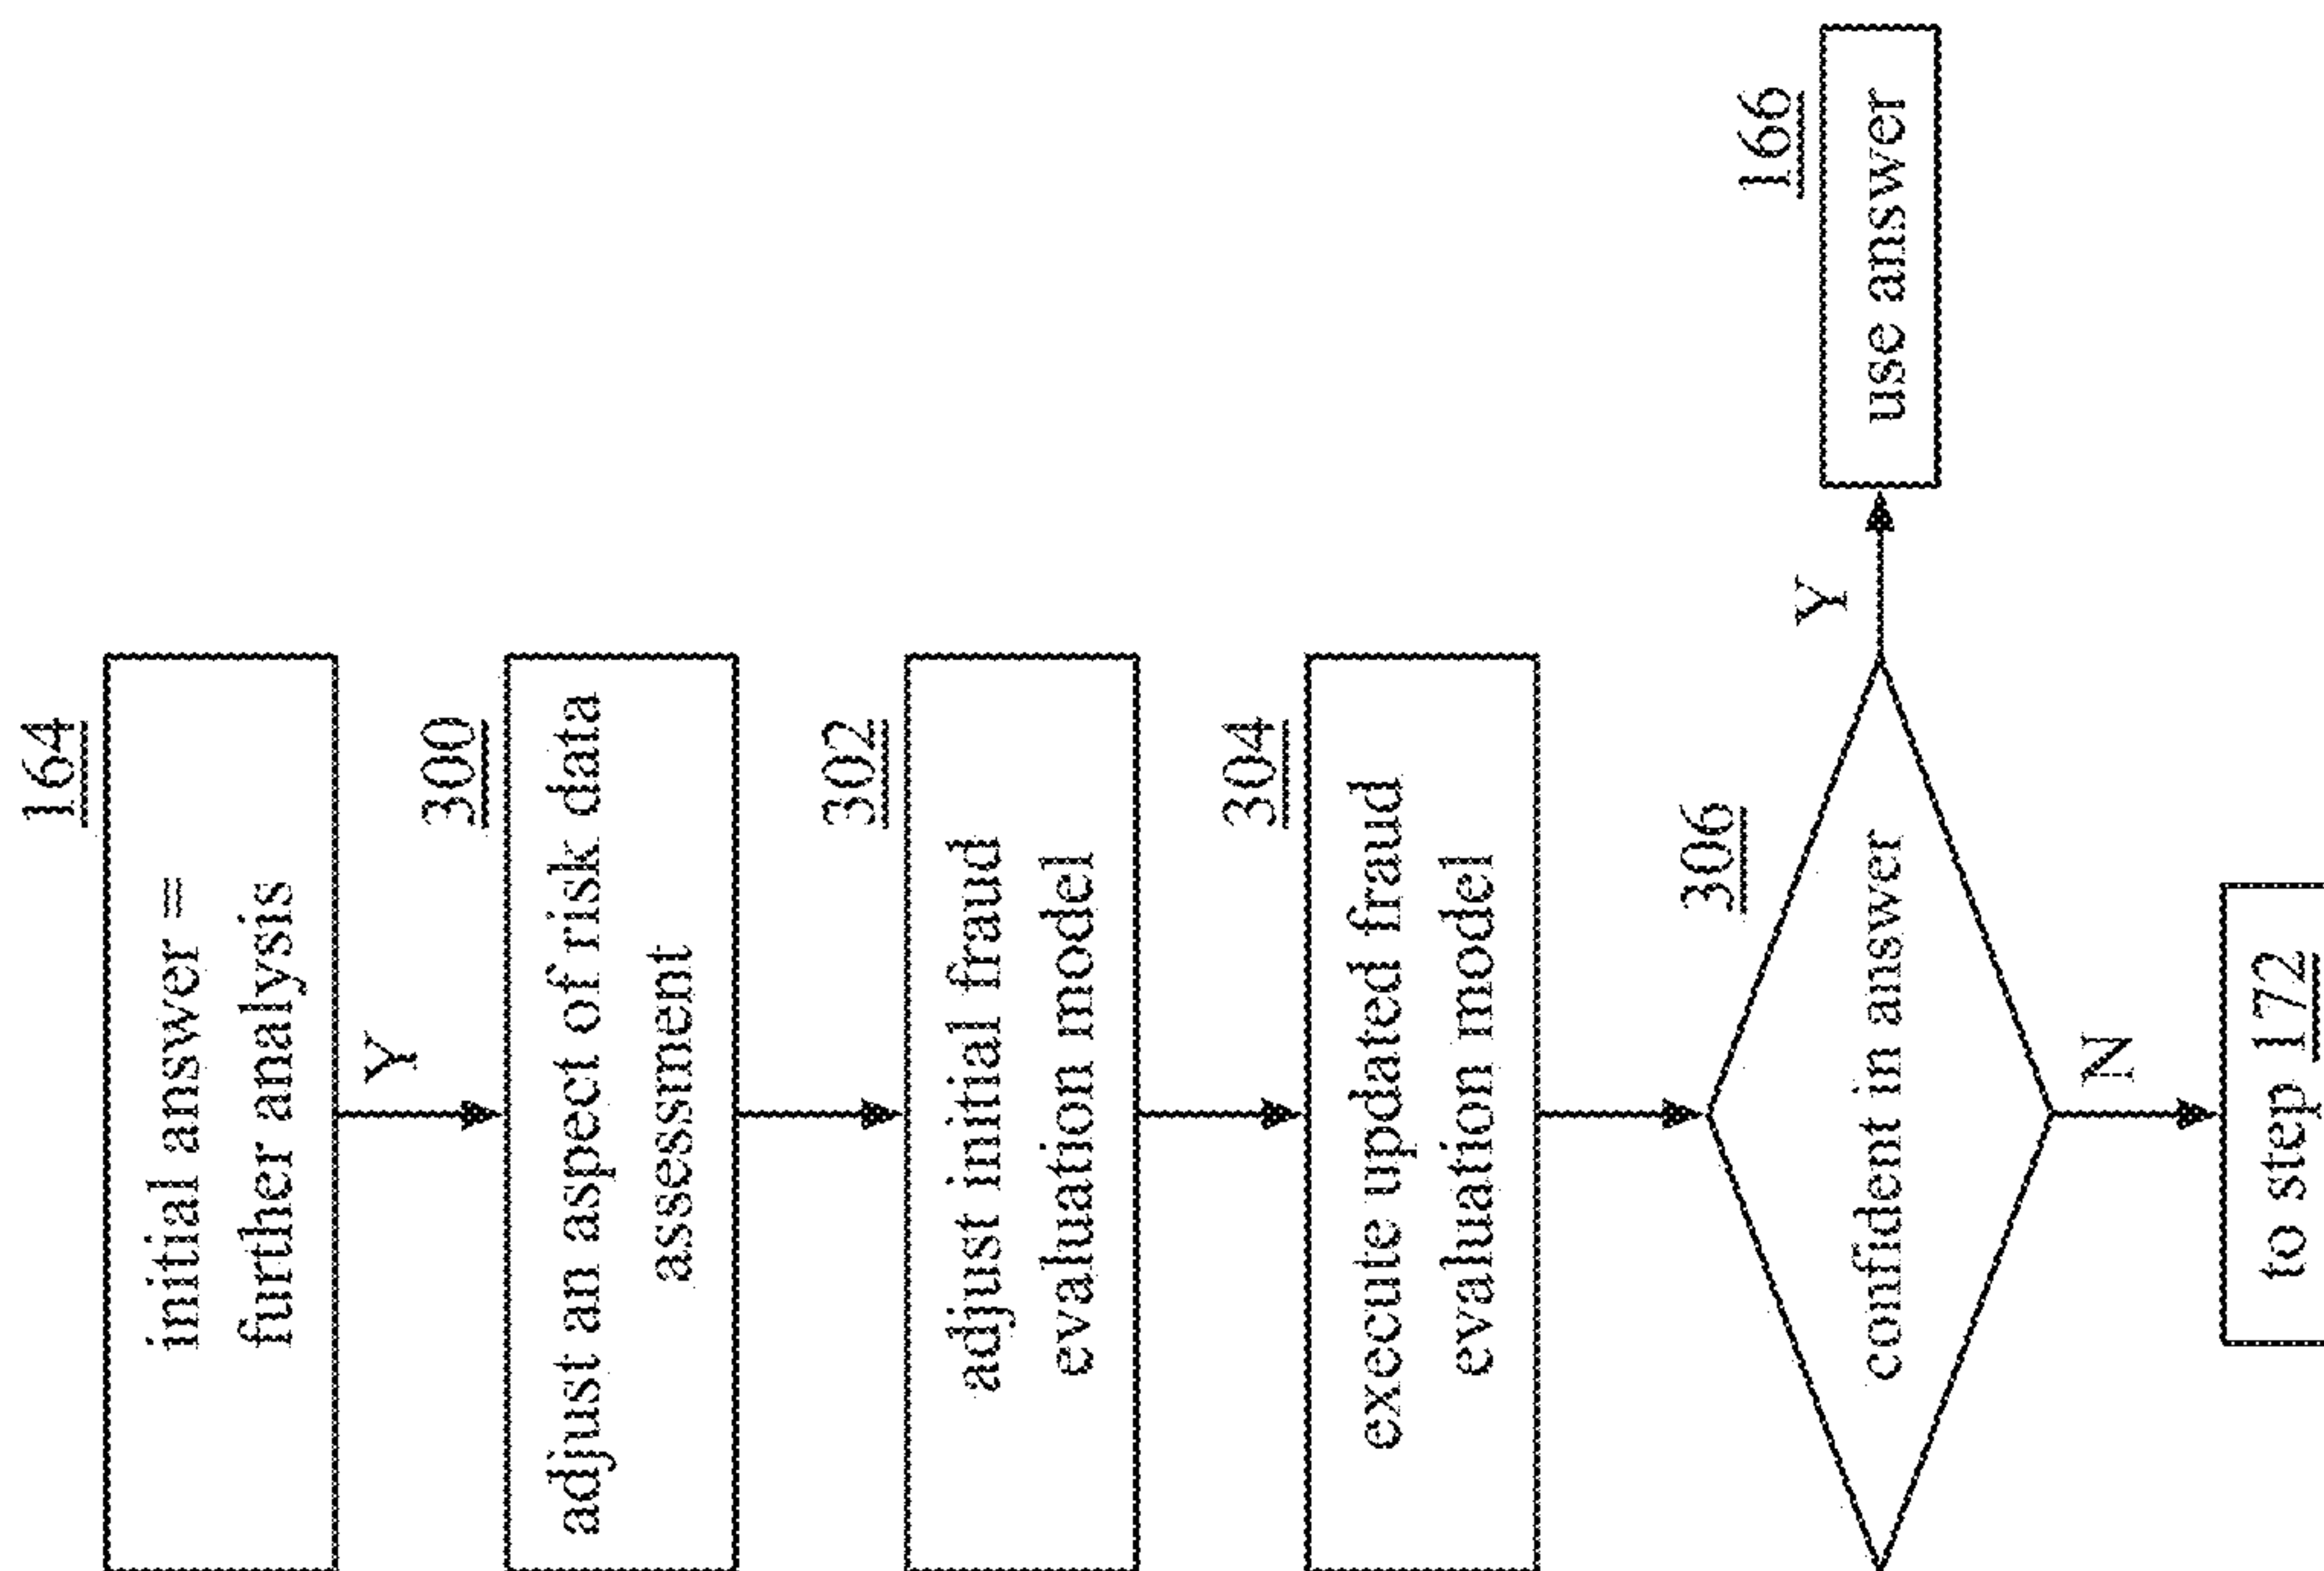 164
initial answer =
further analysis
Y
300
adjust an aspect of risk data
assessment
302
adjust initial fraud
evaluation model
304
execute updated fraud
evaluation model
306
confident in answer
Y
166
use answer
N
to step 172